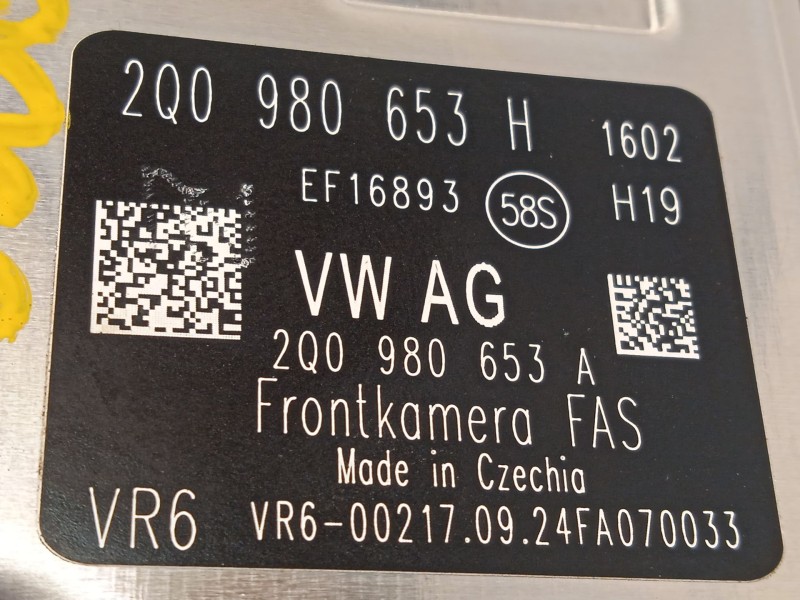 2Q0 980 653 H 1602
EF16893 58S H19
VW AG
2Q0 980 653 A
Frontkamera FAS
Made in Czechia
VR6 VR6-00217.09.24FA070033